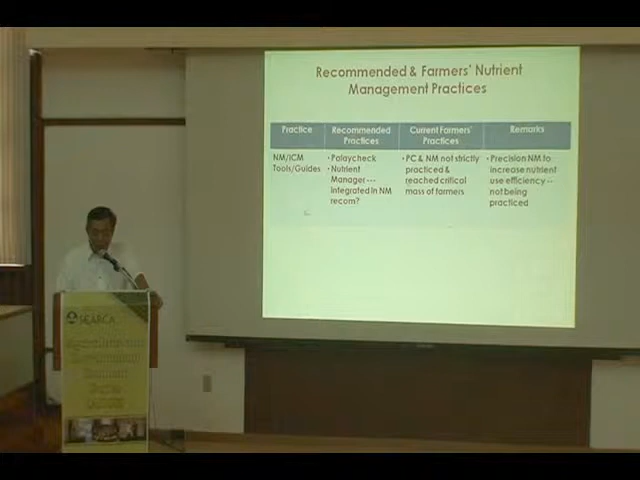 Recommended & Farmers' Nutrient
Management Practices
Practice
Recommended
Practices
Current Farmers'
Practices
Remarks
NM/ICM
Tools/Guides
• Palaycheck
• Nutrient
Manager---
integrated in NM
recom?
• PC & NM not strictly
practiced &
reached critical
mass of farmers
• Precision NM to
increase nutrient
use efficiency--
not being
practiced
SEARCA